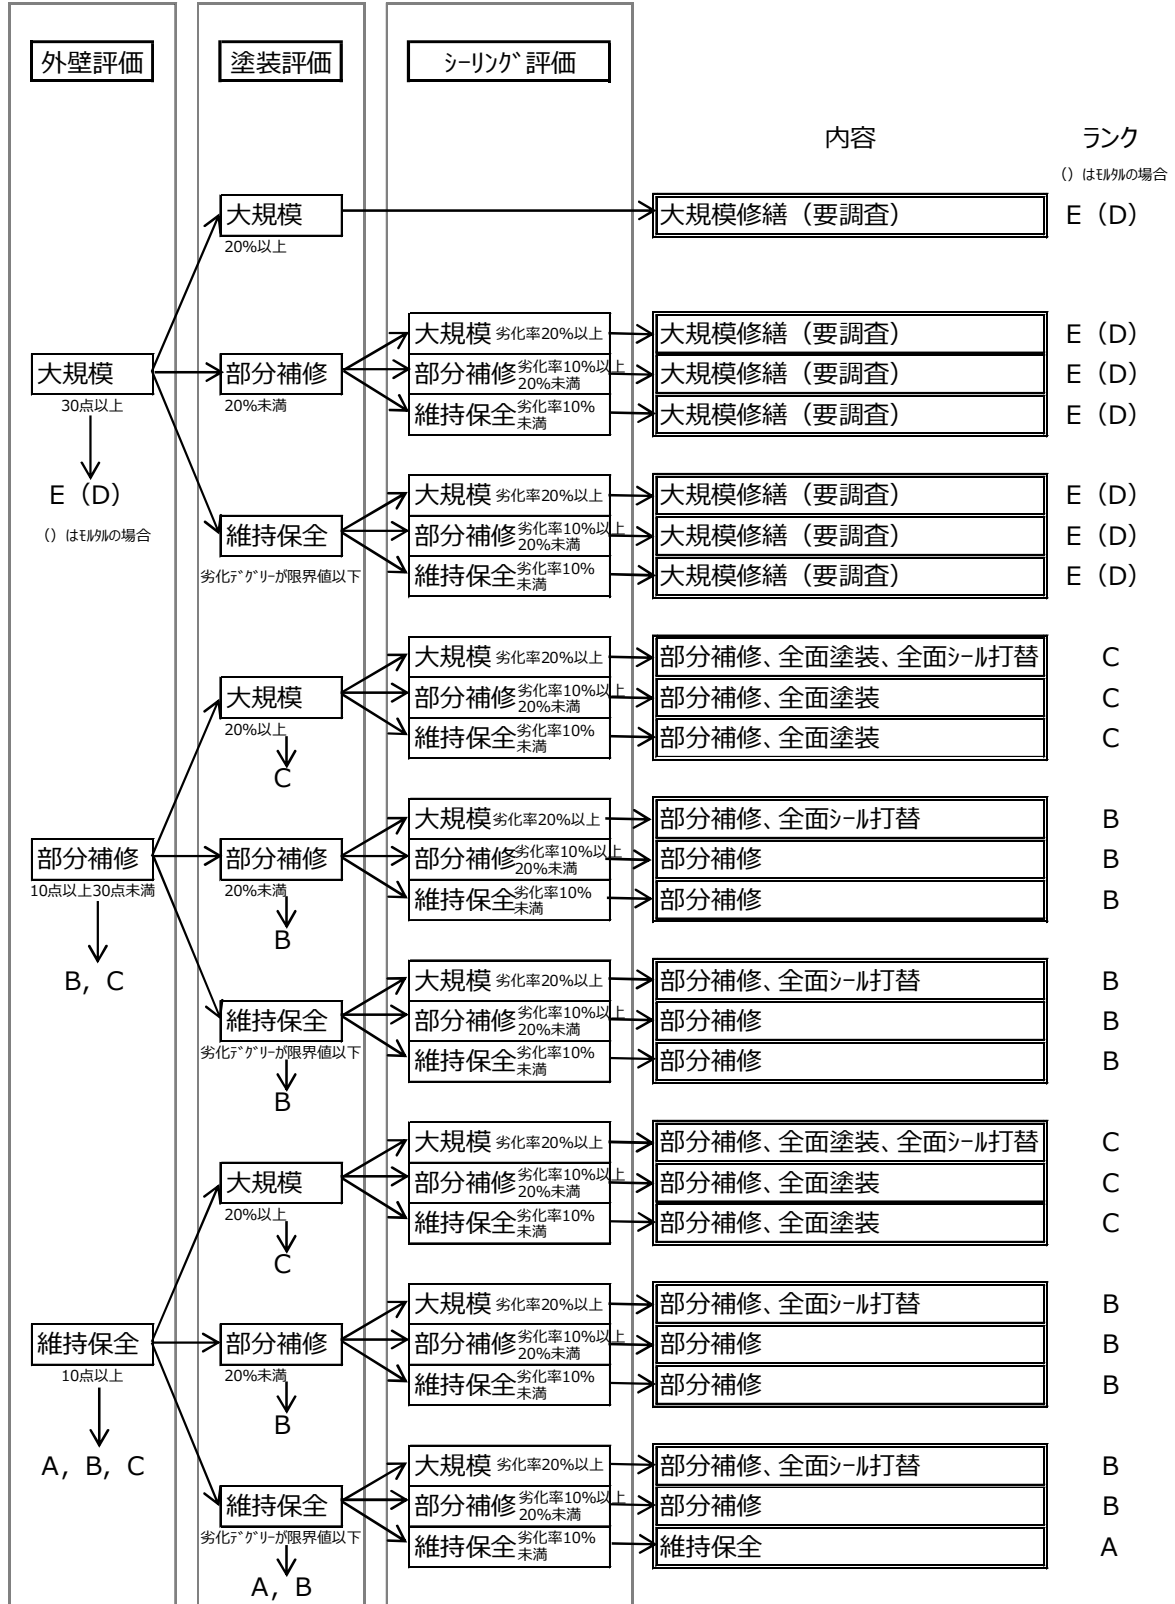 外壁評価
塗装評価
ｼｰﾘﾝｸﾞ評価
内容
ランク
（）はﾓﾙﾀﾙの場合
大規模
20%以上
大規模修繕（要調査）
E（D）
大規模
30点以上
E（D）
（）はﾓﾙﾀﾙの場合
部分補修
20%未満
大規模 劣化率20%以上
大規模修繕（要調査）
E（D）
部分補修 劣化率10%以上
20%未満
大規模修繕（要調査）
E（D）
維持保全 劣化率10%
未満
大規模修繕（要調査）
E（D）
維持保全
劣化ﾃﾞｸﾞﾘｰが限界値以下
大規模 劣化率20%以上
大規模修繕（要調査）
E（D）
部分補修 劣化率10%以上
20%未満
大規模修繕（要調査）
E（D）
維持保全 劣化率10%
未満
大規模修繕（要調査）
E（D）
部分補修
10点以上30点未満
B, C
大規模
20%以上
C
大規模 劣化率20%以上
部分補修、全面塗装、全面ｼｰﾙ打替
C
部分補修 劣化率10%以上
20%未満
部分補修、全面塗装
C
維持保全 劣化率10%
未満
部分補修、全面塗装
C
部分補修
20%未満
B
大規模 劣化率20%以上
部分補修、全面ｼｰﾙ打替
B
部分補修 劣化率10%以上
20%未満
部分補修
B
維持保全 劣化率10%
未満
部分補修
B
維持保全
劣化ﾃﾞｸﾞﾘｰが限界値以下
B
大規模 劣化率20%以上
部分補修、全面ｼｰﾙ打替
B
部分補修 劣化率10%以上
20%未満
部分補修
B
維持保全 劣化率10%
未満
部分補修
B
維持保全
10点以上
A, B, C
大規模
20%以上
C
大規模 劣化率20%以上
部分補修、全面塗装、全面ｼｰﾙ打替
C
部分補修 劣化率10%以上
20%未満
部分補修、全面塗装
C
維持保全 劣化率10%
未満
部分補修、全面塗装
C
部分補修
20%未満
B
大規模 劣化率20%以上
部分補修、全面ｼｰﾙ打替
B
部分補修 劣化率10%以上
20%未満
部分補修
B
維持保全 劣化率10%
未満
部分補修
B
維持保全
劣化ﾃﾞｸﾞﾘｰが限界値以下
A, B
大規模 劣化率20%以上
部分補修、全面ｼｰﾙ打替
B
部分補修 劣化率10%以上
20%未満
部分補修
B
維持保全 劣化率10%
未満
維持保全
A